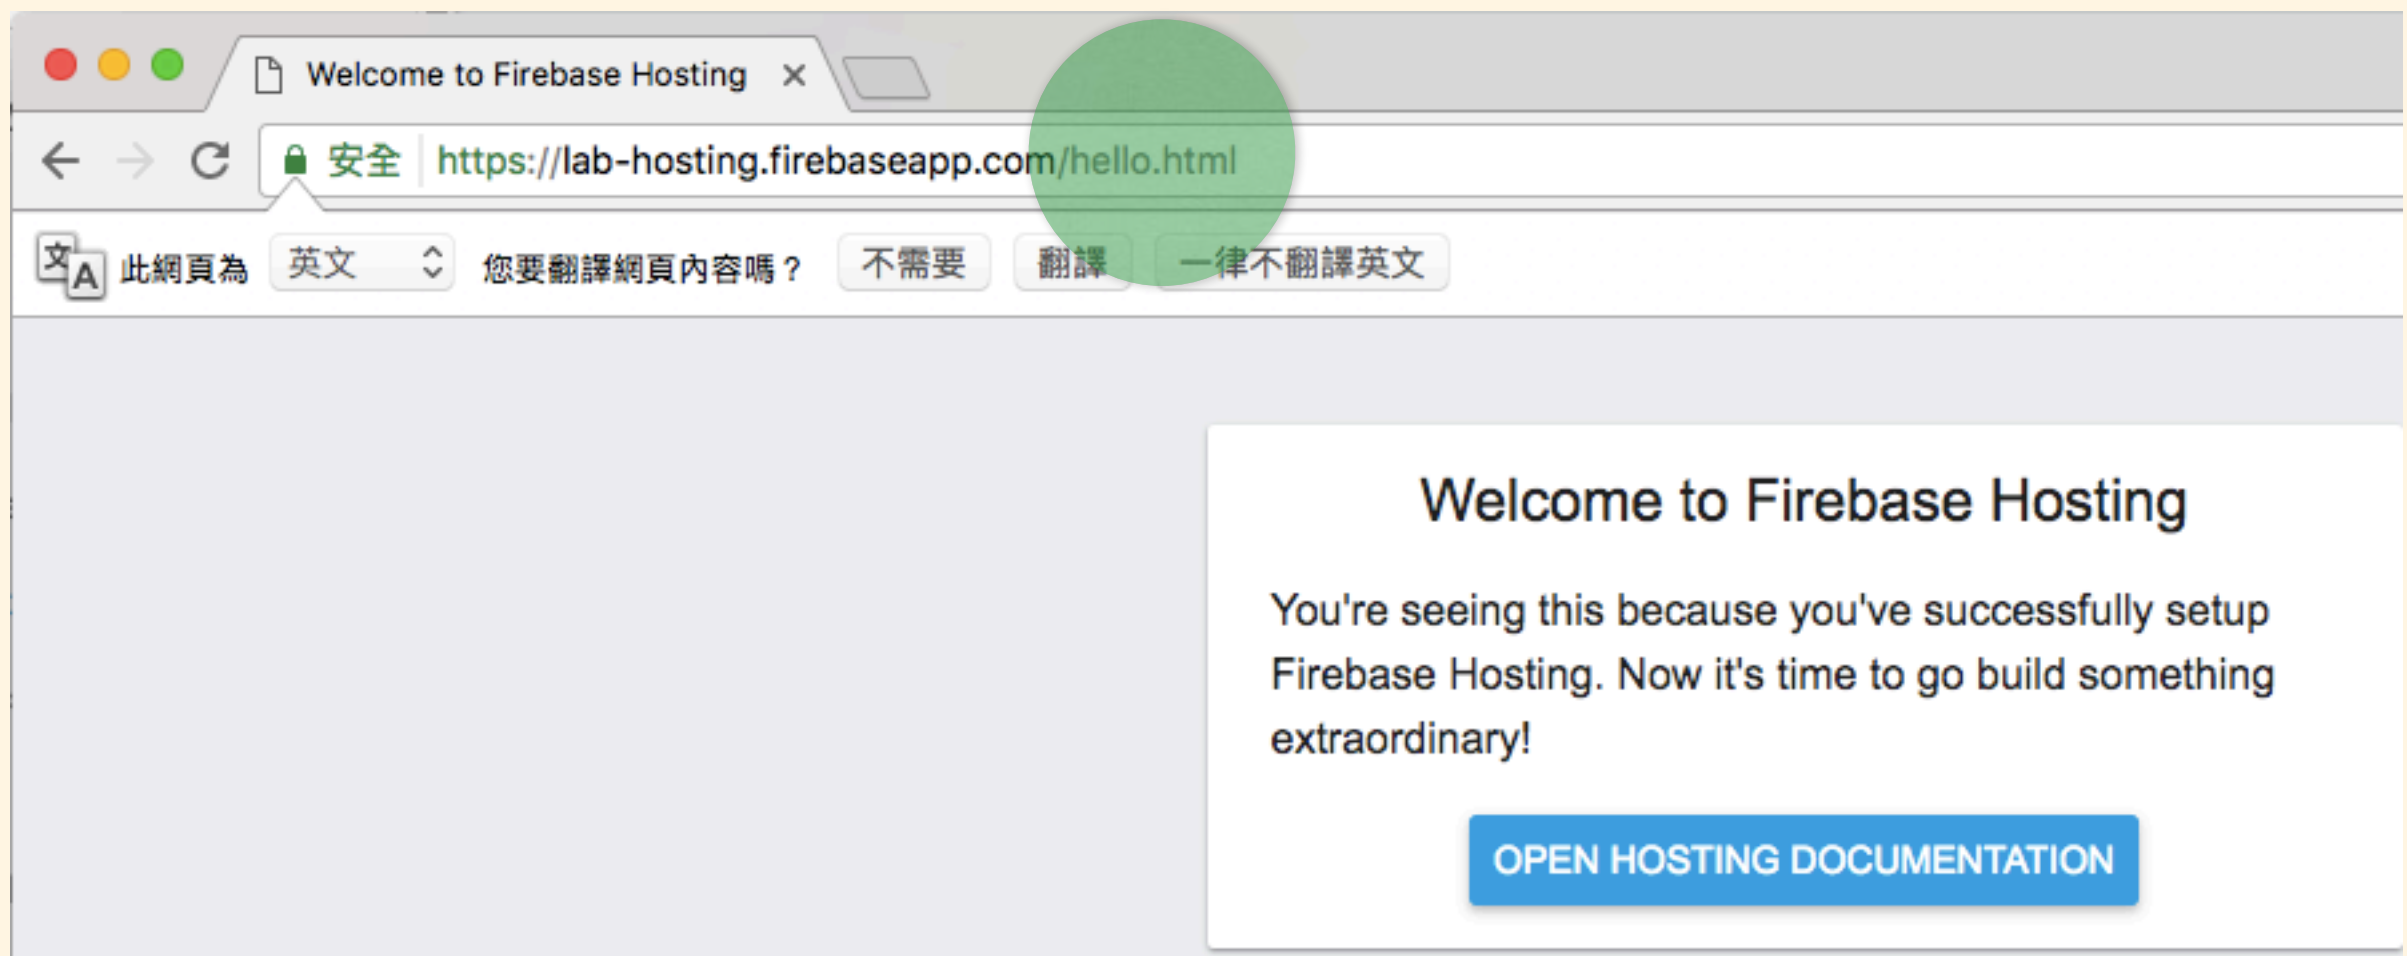 Welcome to Firebase Hosting
安全 https://lab-hosting.firebaseapp.com/hello.html
此網頁為 英文 您要翻譯網頁內容嗎？ 不需要 翻譯 一律不翻譯英文
Welcome to Firebase Hosting
You're seeing this because you've successfully setup
Firebase Hosting. Now it's time to go build something
extraordinary!
OPEN HOSTING DOCUMENTATION